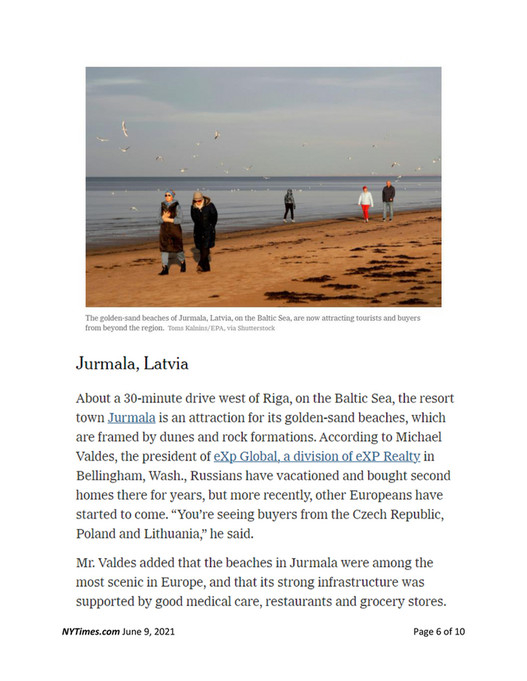 The golden-sand beaches of Jurmala, Latvia, on the Baltic Sea, are now attracting tourists and buyers
from beyond the region. Toms Kalnins/EPA, via Shutterstock
Jurmala, Latvia
About a 30-minute drive west of Riga, on the Baltic Sea, the resort
town Jurmala is an attraction for its golden-sand beaches, which
are framed by dunes and rock formations. According to Michael
Valdes, the president of eXp Global, a division of eXP Realty in
Bellingham, Wash., Russians have vacationed and bought second
homes there for years, but more recently, other Europeans have
started to come. “You’re seeing buyers from the Czech Republic,
Poland and Lithuania,” he said.
Mr. Valdes added that the beaches in Jurmala were among the
most scenic in Europe, and that its strong infrastructure was
supported by good medical care, restaurants and grocery stores.
NYTimes.com June 9, 2021 Page 6 of 10